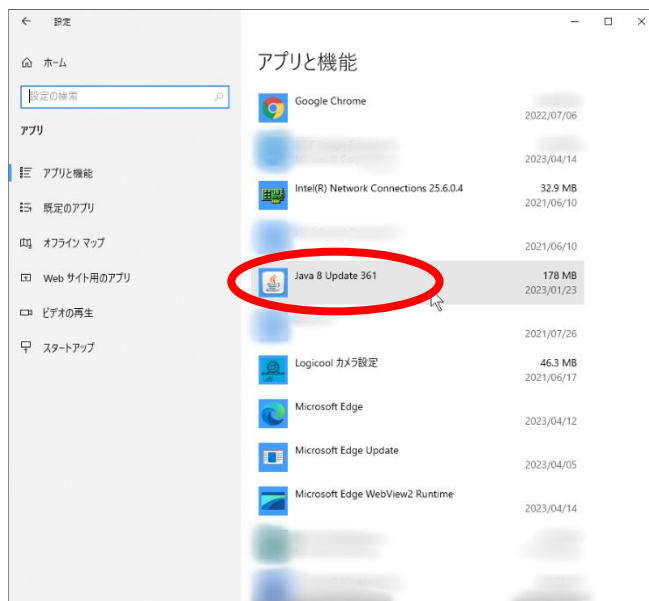 設定
ホーム
設定の検索
アプリ
アプリと機能
既定のアプリ
オフライン マップ
Web サイト用のアプリ
ビデオの再生
スタートアップ
アプリと機能
Google Chrome
2022/07/06
2023/04/14
Intel(R) Network Connections 25.6.0.4
32.9 MB
2021/06/10
2021/06/10
Java 8 Update 361
178 MB
2023/01/23
2021/07/26
Logicool カメラ設定
46.3 MB
2021/06/17
Microsoft Edge
2023/04/12
Microsoft Edge Update
2023/04/05
Microsoft Edge WebView2 Runtime
2023/04/14